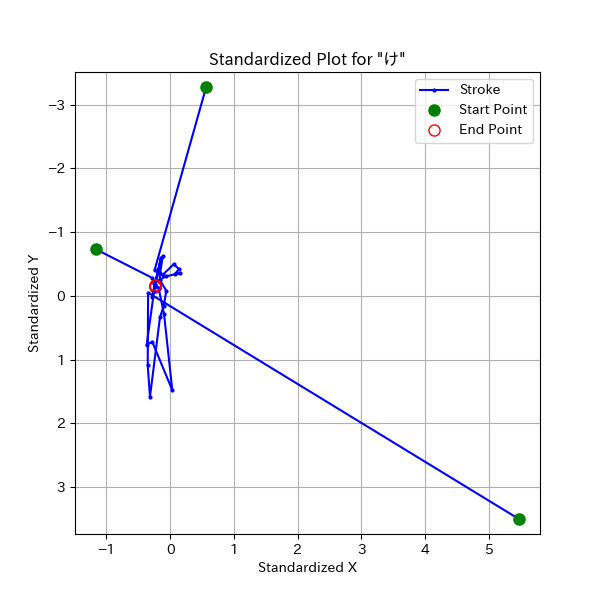 Standardized Plot for "け"
Stroke
Start Point
End Point
Standardized Y
−3
−2
−1
0
1
2
3
−1 0 1 2 3 4 5
Standardized X